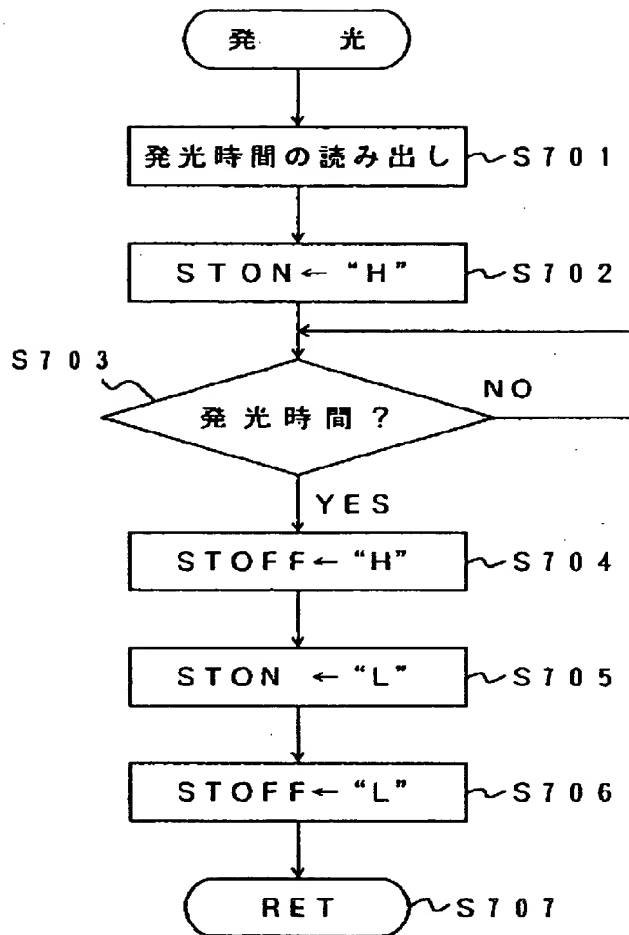 発 光
発光時間の読み出し S701
STON←“H” S702
S703
発光時間？ NO
YES
STOFF←“H” S704
STON ←“L” S705
STOFF←“L” S706
RET S707